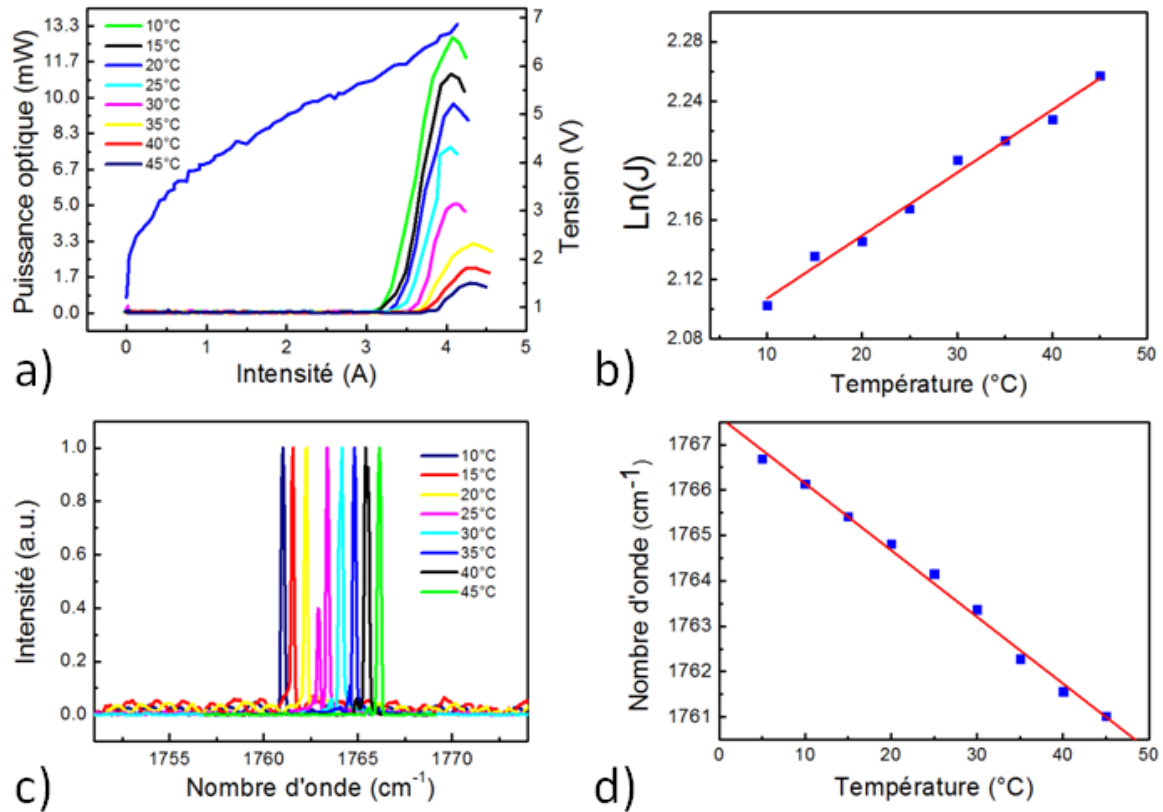 13.3
11.7
10.0
8.3
6.7
5.0
3.3
1.7
0.0
Puissance optique (mW)
10°C
15°C
20°C
25°C
30°C
35°C
40°C
45°C
7
6
5
4
3
2
1
Tension (V)
0 1 2 3 4 5
Intensité (A)
a)
2.28
2.24
2.20
2.16
2.12
2.08
Ln(J)
10 20 30 40 50
Température (°C)
b)
1.0
0.8
0.6
0.4
0.2
0.0
Intensité (a.u.)
10°C
15°C
20°C
25°C
30°C
35°C
40°C
45°C
1755 1760 1765 1770
Nombre d'onde (cm⁻¹)
c)
1767
1766
1765
1764
1763
1762
1761
Nombre d'onde (cm⁻¹)
0 10 20 30 40 50
Température (°C)
d)